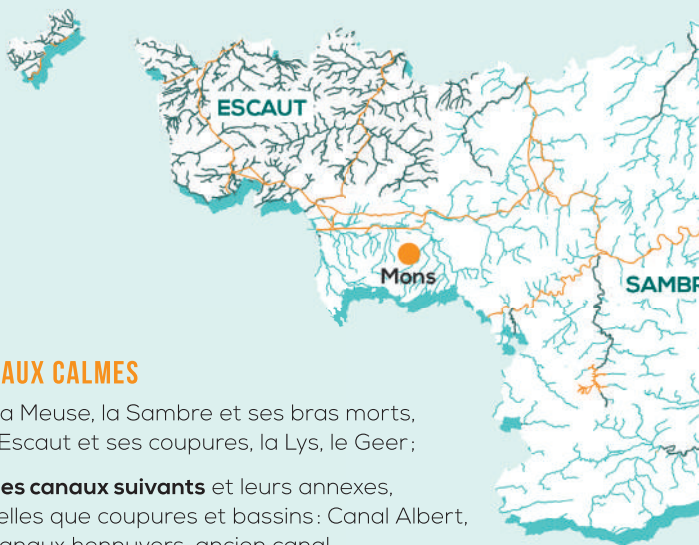 ESCAUT
Mons
AUX CALMES
a Meuse, la Sambre et ses bras morts,
Escaut et ses coupures, la Lys, le Geer;
es canaux suivants et leurs annexes,
elles que coupures et bassins: Canal Albert,